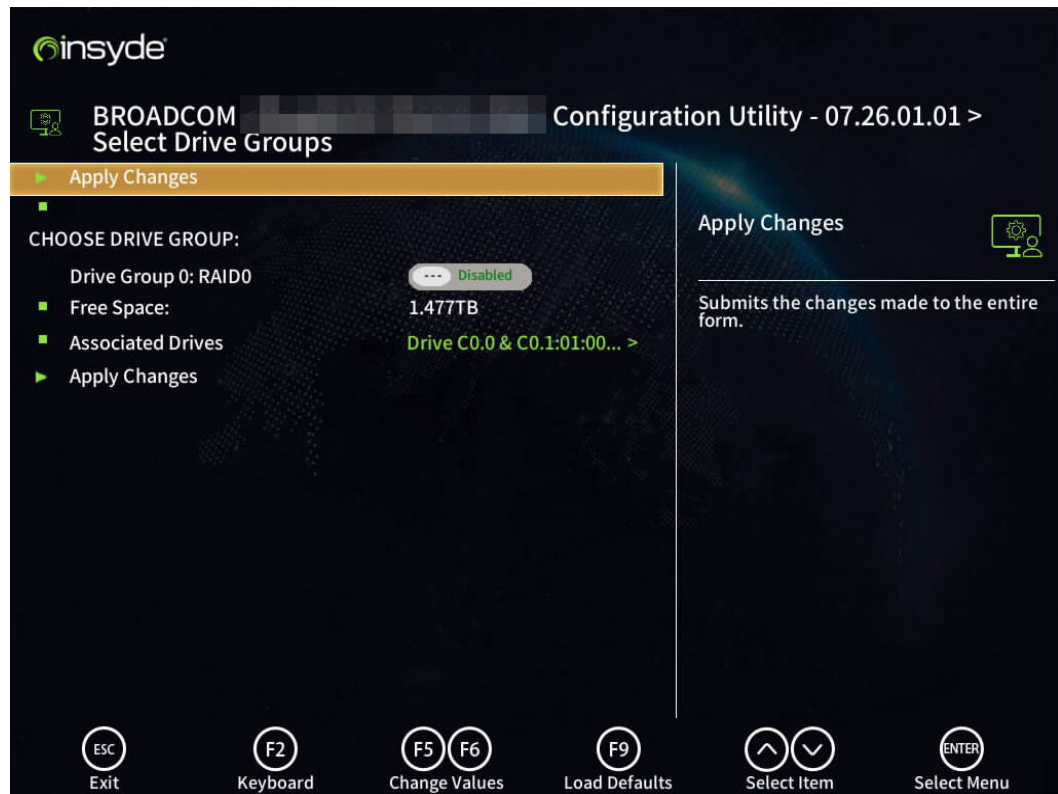 insyde
BROADCOM Configuration Utility - 07.26.01.01 >
Select Drive Groups
Apply Changes
CHOOSE DRIVE GROUP:
Drive Group 0: RAID0 --- Disabled
Free Space: 1.477TB
Associated Drives Drive C0.0 & C0.1:01:00... >
Apply Changes
Apply Changes
Submits the changes made to the entire
form.
ESC F2 F5 F6 F9 ENTER
Exit Keyboard Change Values Load Defaults Select Item Select Menu